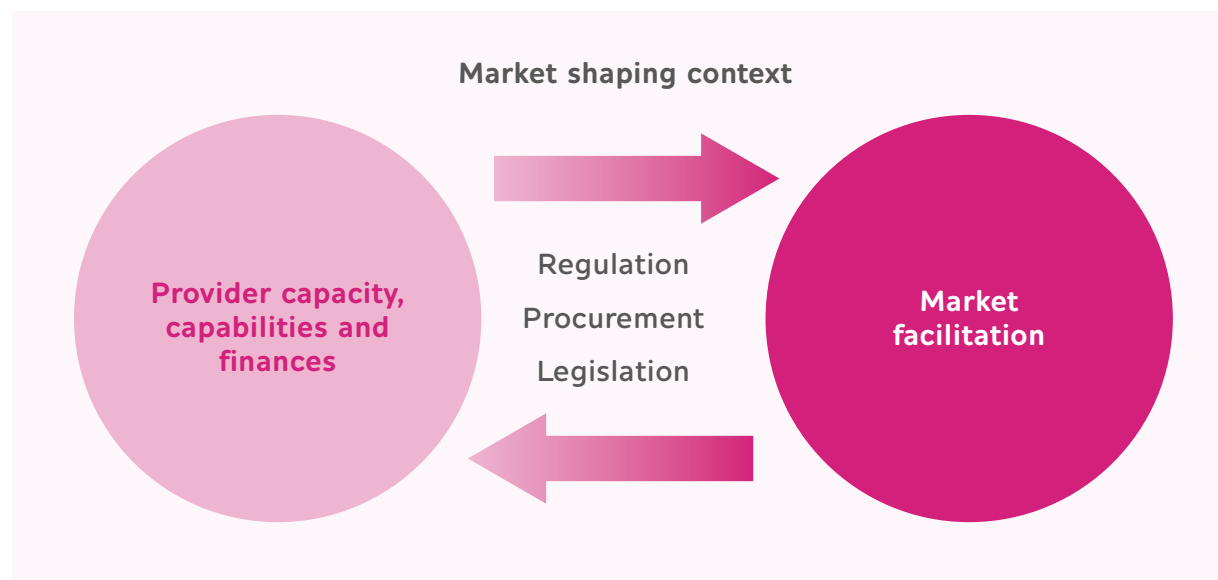 Market shaping context
Provider capacity,
capabilities and
finances
Regulation
Procurement
Legislation
Market
facilitation